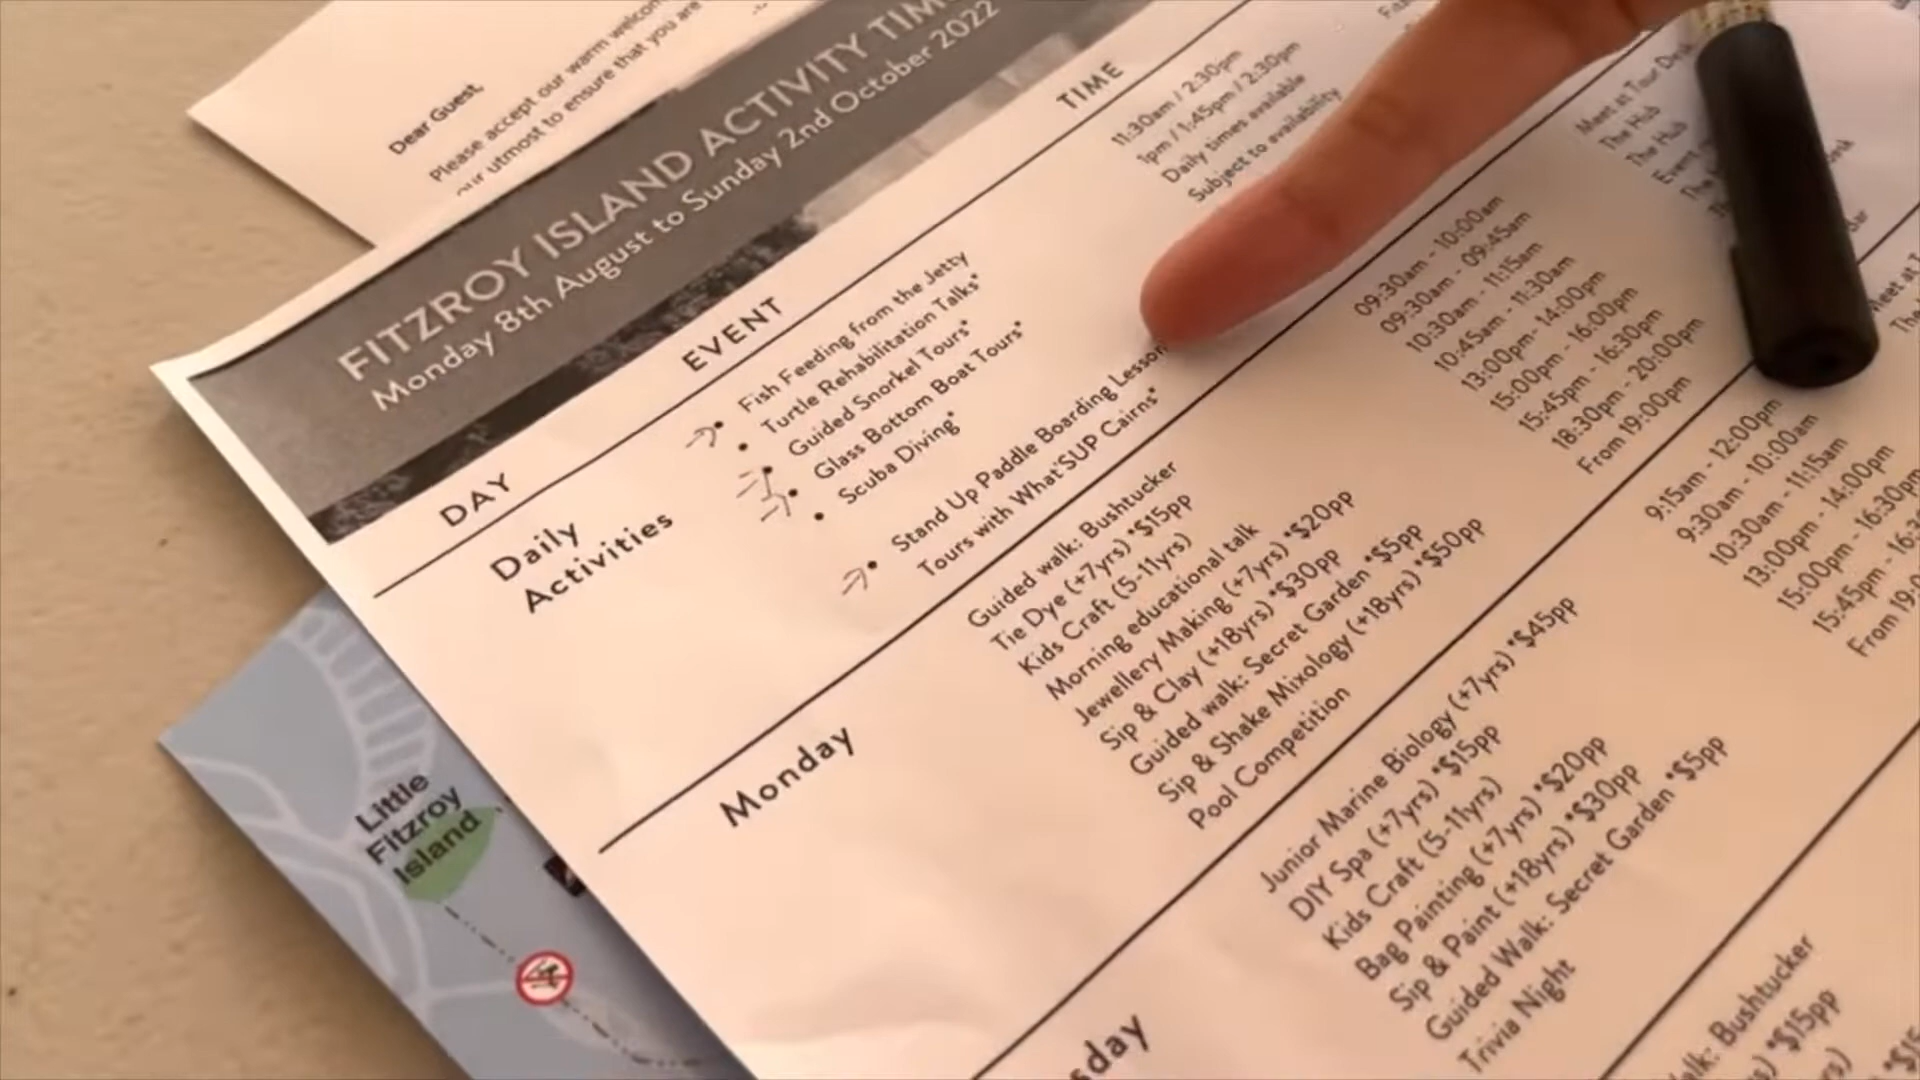 Dear Guest,
Please accept our warm
our utmost to ensure that you are
FITZROY ISLAND ACTIVITY
Monday 8th August to Sunday 2nd October 2022
DAY EVENT TIME
Daily
Activities
• Fish Feeding from the Jetty
• Turtle Rehabilitation Talks*
• Guided Snorkel Tours*
• Glass Bottom Boat Tours*
• Scuba Diving*
• Stand Up Paddle Boarding
Tours with What'SUP Cairns*
11:30am / 2:30pm
1pm / 1:45pm / 2:30pm
Daily times available
Subject to availability
Monday
Guided walk: Bushtucker
Tie Dye (+7yrs) *$15pp
Kids Craft (5-11yrs)
Morning educational talk
Jewellery Making (+7yrs) *$20pp
Sip & Clay (+18yrs) *$30pp
Guided walk: Secret Garden *$5pp
Sip & Shake Mixology (+18yrs) *$50pp
Pool Competition
09:30am - 10:00am
09:30am - 09:45am
10:30am - 11:15am
10:45am - 11:30am
13:00pm- 14:00pm
15:00pm - 16:00pm
15:45pm - 16:30pm
18:30pm - 20:00pm
From 19:00pm
Meet at Tour Desk
The Hub
The Hub
Event
The
Junior Marine Biology (+7yrs) *$45pp
DIY Spa (+7yrs) *$15pp
Kids Craft (5-11yrs)
Bag Painting (+7yrs) *$20pp
Sip & Paint (+18yrs) *$30pp
Guided Walk: Secret Garden *$5pp
Trivia Night
9:15am - 12:00pm
9:30am - 10:00am
10:30am - 11:15am
13:00pm - 14:00pm
15:00pm - 16:30pm
15:45pm -
From
Bushtucker
*$15pp
Little
Fitzroy
Island